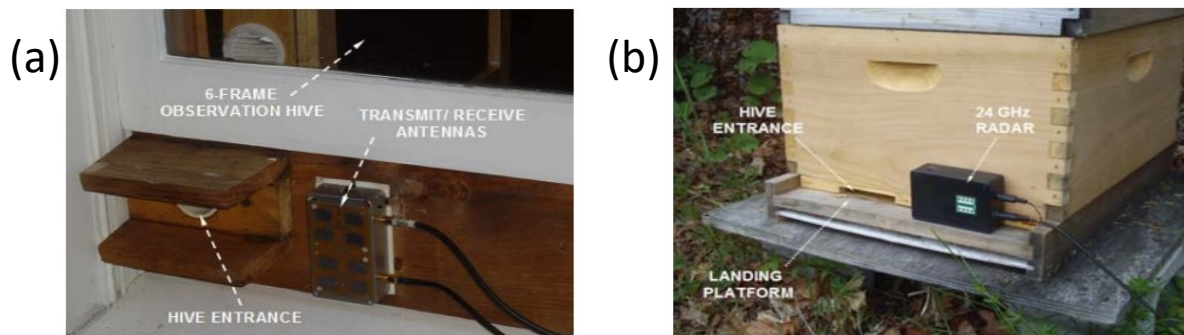 (a)
6-FRAME
OBSERVATION HIVE
TRANSMIT/ RECEIVE
ANTENNAS
HIVE ENTRANCE
(b)
HIVE
ENTRANCE
24 GHz
RADAR
LANDING
PLATFORM